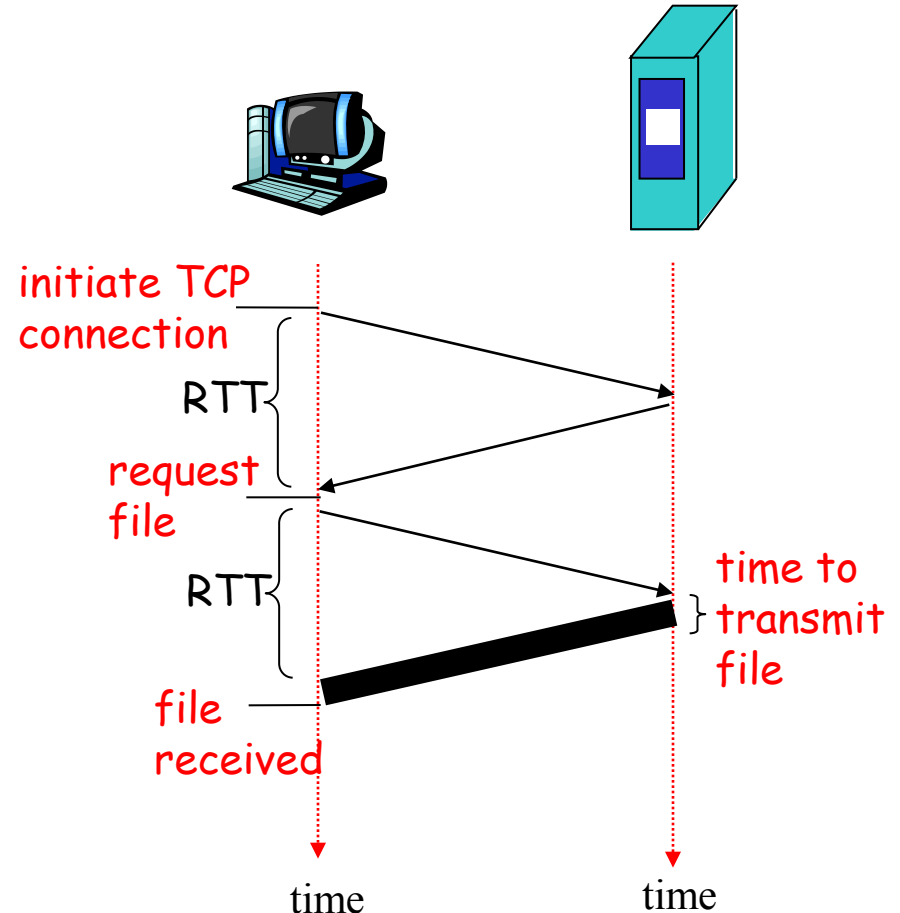 initiate TCP
connection
RTT
request
file
RTT
time to
transmit
file
file
received
time
time